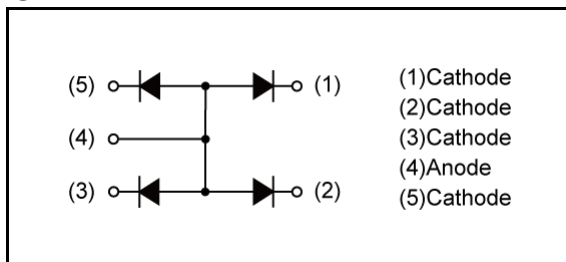 (5) (1)
(4)
(3) (2)
(1)Cathode
(2)Cathode
(3)Cathode
(4)Anode
(5)Cathode